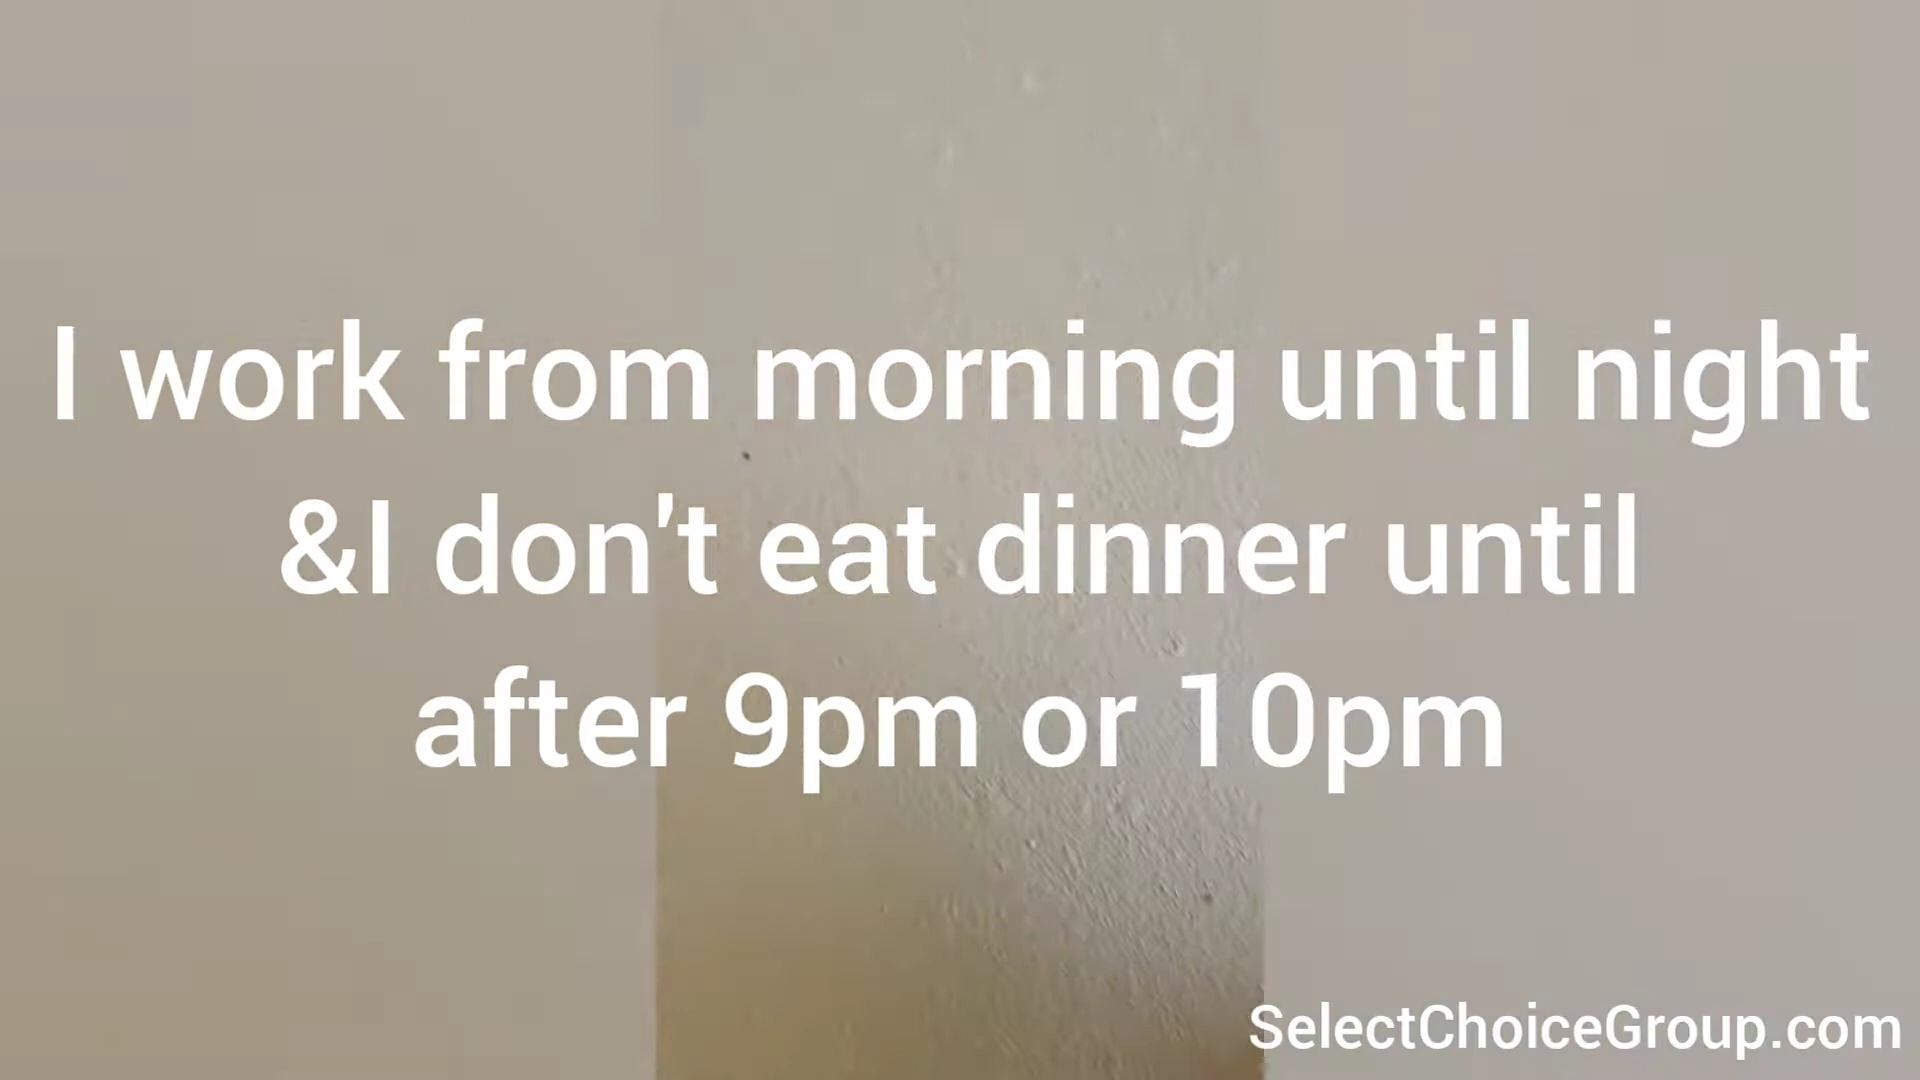 I work from morning until night
&I don't eat dinner until
after 9pm or 10pm
SelectChoiceGroup.com